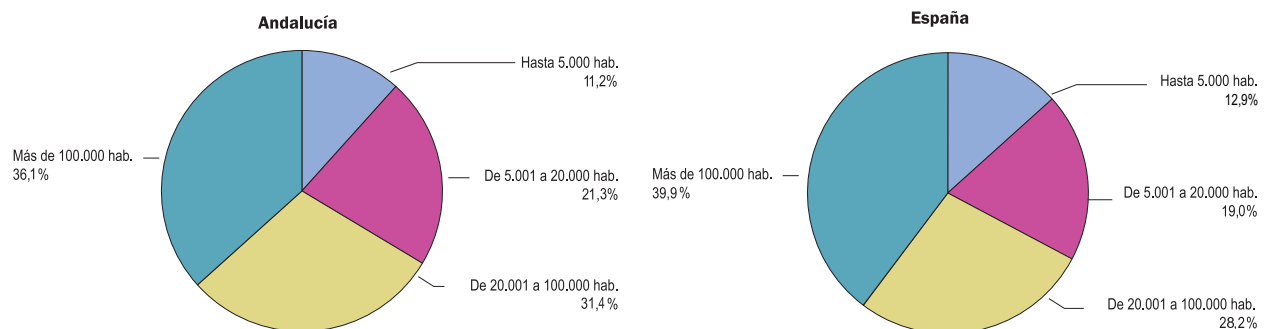 Andalucía
Hasta 5.000 hab.
11,2%
De 5.001 a 20.000 hab.
21,3%
De 20.001 a 100.000 hab.
31,4%
Más de 100.000 hab.
36,1%
España
Hasta 5.000 hab.
12,9%
De 5.001 a 20.000 hab.
19,0%
De 20.001 a 100.000 hab.
28,2%
Más de 100.000 hab.
39,9%